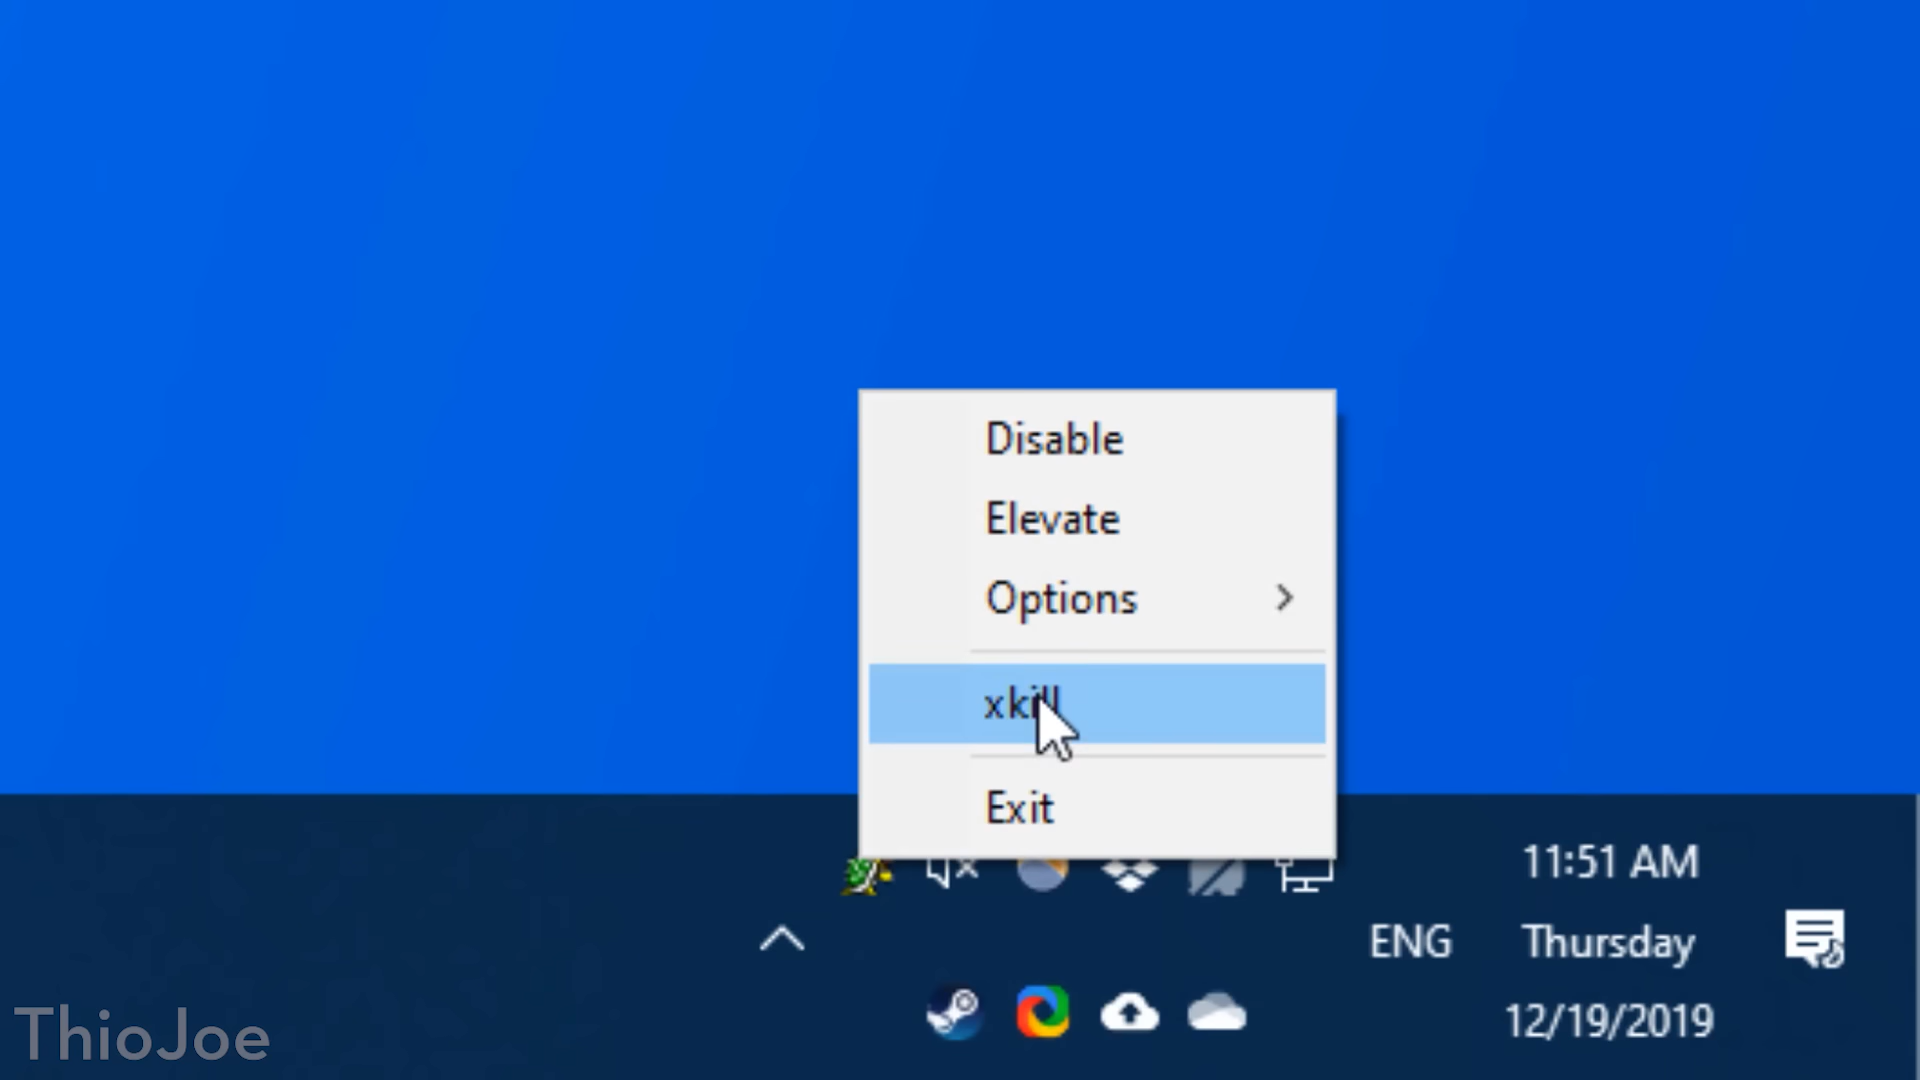 Disable
Elevate
Options
xkill
Exit
11:51 AM
ENG
Thursday
12/19/2019
ThioJoe